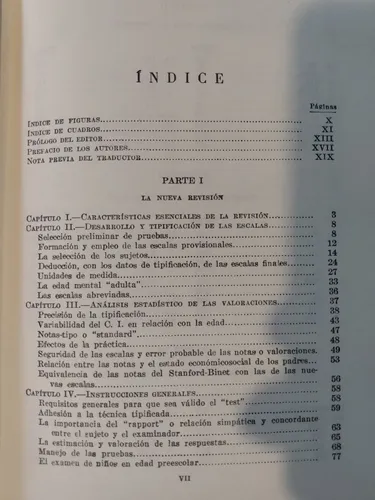 ÍNDICE
Páginas
ÍNDICE DE FIGURAS X
ÍNDICE DE CUADROS XI
PRÓLOGO DEL EDITOR XIII
PREFACIO DE LOS AUTORES XVII
NOTA PREVIA DEL TRADUCTOR XIX
PARTE I
LA NUEVA REVISIÓN
CAPÍTULO I.—CARACTERÍSTICAS ESENCIALES DE LA REVISIÓN 3
CAPÍTULO II.—DESARROLLO Y TIPIFICACIÓN DE LAS ESCALAS 8
Selección preliminar de pruebas 8
Formación y empleo de las escalas provisionales 12
La selección de los sujetos 14
Deducción, con los datos de tipificación, de las escalas finales 24
Unidades de medida 27
La edad mental "adulta" 33
Las escalas abreviadas 36
CAPÍTULO III.—ANÁLISIS ESTADÍSTICO DE LAS VALORACIONES 37
Precisión de la tipificación 38
Variabilidad del C. I. en relación con la edad 43
Notas-tipo o "standard" 47
Efectos de la práctica 48
Seguridad de las escalas y error probable de las notas o valoraciones. 49
Relación entre las notas y el estado económicosocial de los padres 53
Equivalencia de las notas del Stanford-Binet con las de las nuevas escalas 56
CAPÍTULO IV.—INSTRUCCIONES GENERALES 58
Requisitos generales para que sea válido el "test" 58
Adhesión a la técnica tipificada 59
La importancia del "rapport" o relación simpática y concordante
entre el sujeto y el examinador 63
La estimación y valoración de las respuestas 65
Manejo de las pruebas 68
El examen de niños en edad preescolar 77
VII